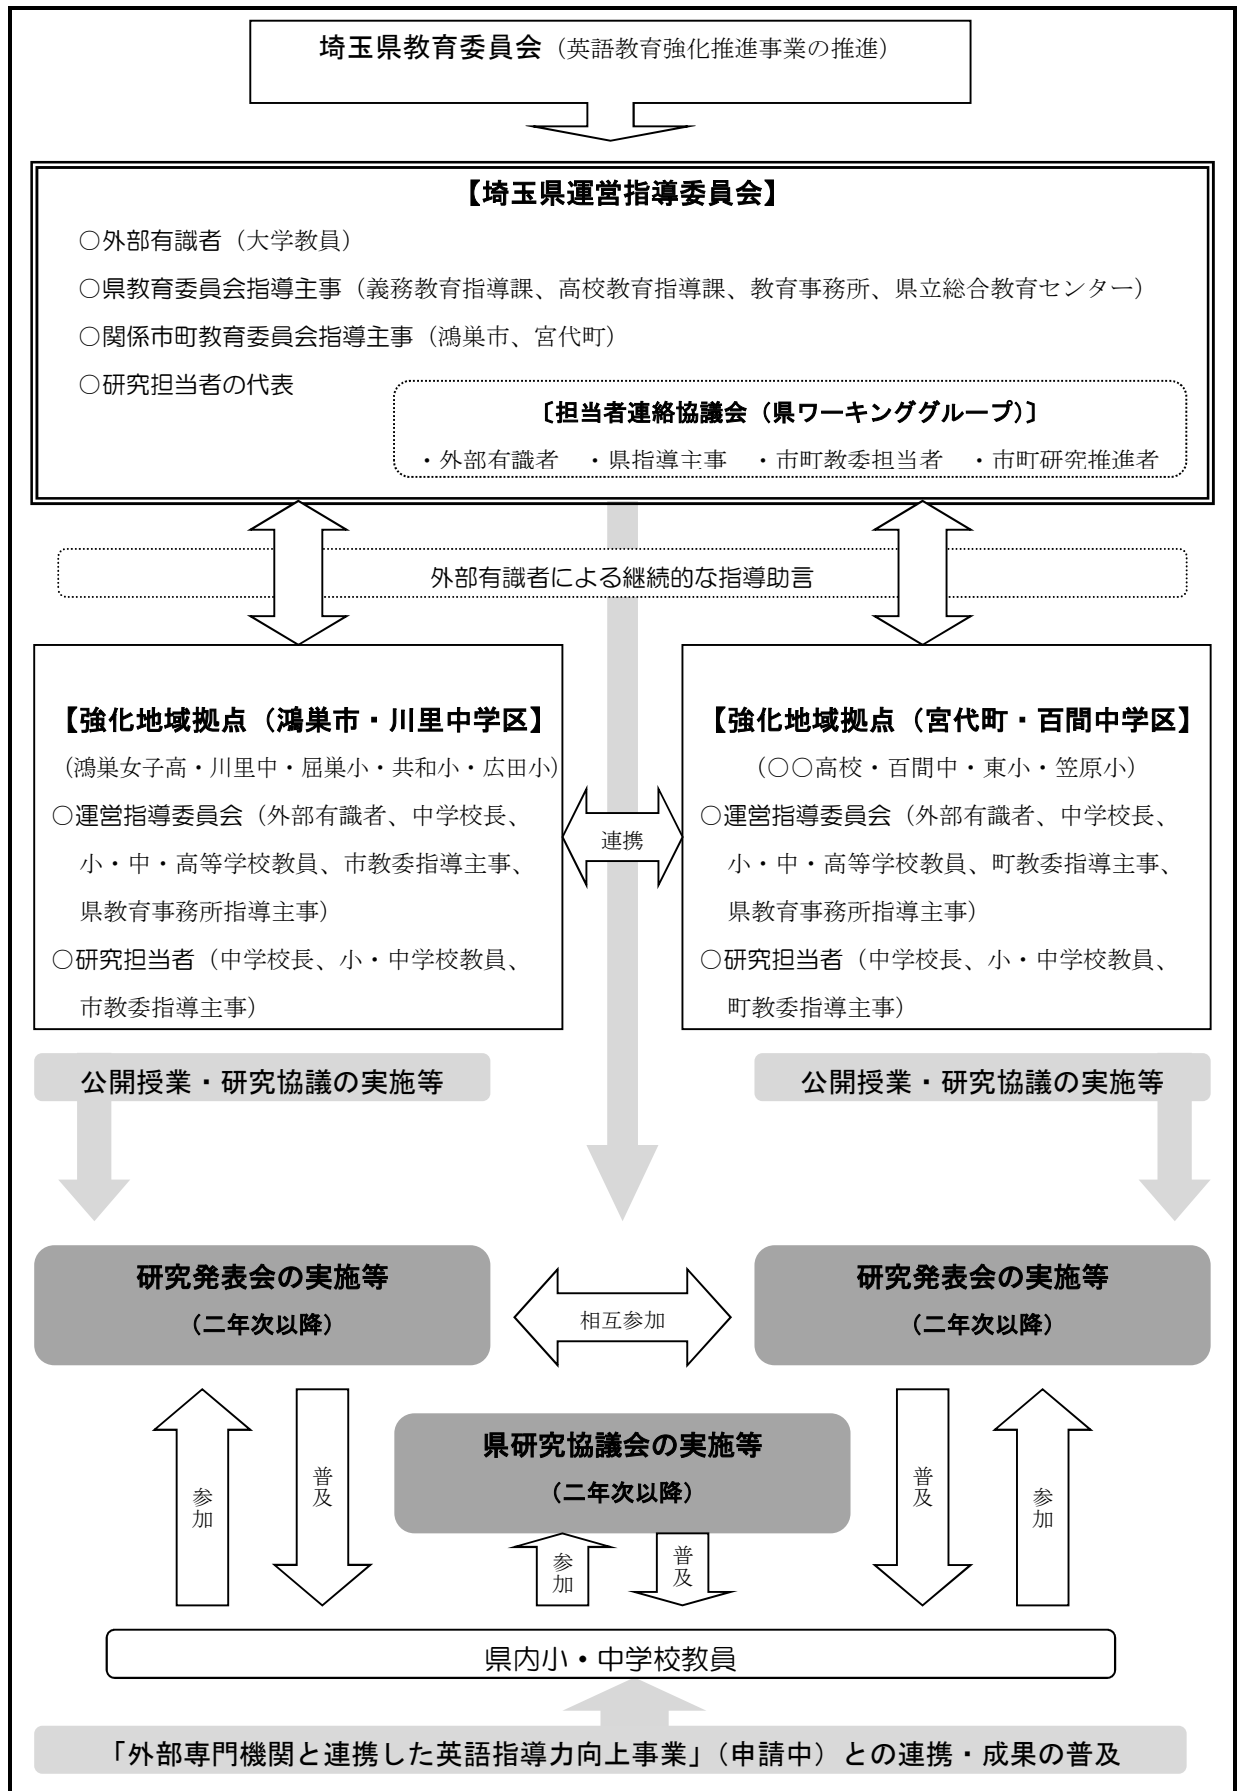 埼玉県教育委員会（英語教育強化推進事業の推進）
【埼玉県運営指導委員会】
○外部有識者（大学教員）
○県教育委員会指導主事（義務教育指導課、高校教育指導課、教育事務所、県立総合教育センター）
○関係市町教育委員会指導主事（鴻巣市、宮代町）
○研究担当者の代表
〔担当者連絡協議会（県ワーキンググループ）〕
・外部有識者　・県指導主事　・市町教委担当者　・市町研究推進者
外部有識者による継続的な指導助言
【強化地域拠点（鴻巣市・川里中学区】
（鴻巣女子高・川里中・屈巣小・共和小・広田小）
○運営指導委員会（外部有識者、中学校長、
小・中・高等学校教員、市教委指導主事、
県教育事務所指導主事）
○研究担当者（中学校長、小・中学校教員、
市教委指導主事）
連携
【強化地域拠点（宮代町・百間中学区】
（○○高校・百間中・東小・笠原小）
○運営指導委員会（外部有識者、中学校長、
小・中・高等学校教員、町教委指導主事、
県教育事務所指導主事）
○研究担当者（中学校長、小・中学校教員、
町教委指導主事）
公開授業・研究協議の実施等
公開授業・研究協議の実施等
研究発表会の実施等
（二年次以降）
相互参加
研究発表会の実施等
（二年次以降）
県研究協議会の実施等
（二年次以降）
参加
普及
参加
普及
普及
参加
県内小・中学校教員
「外部専門機関と連携した英語指導力向上事業」（申請中）との連携・成果の普及